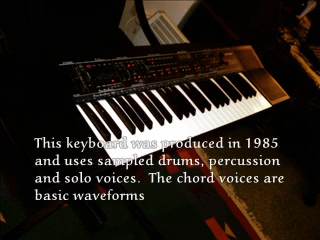 This keyboard was produced in 1985
and uses sampled drums, percussion
and solo voices.  The chord voices are
basic waveforms